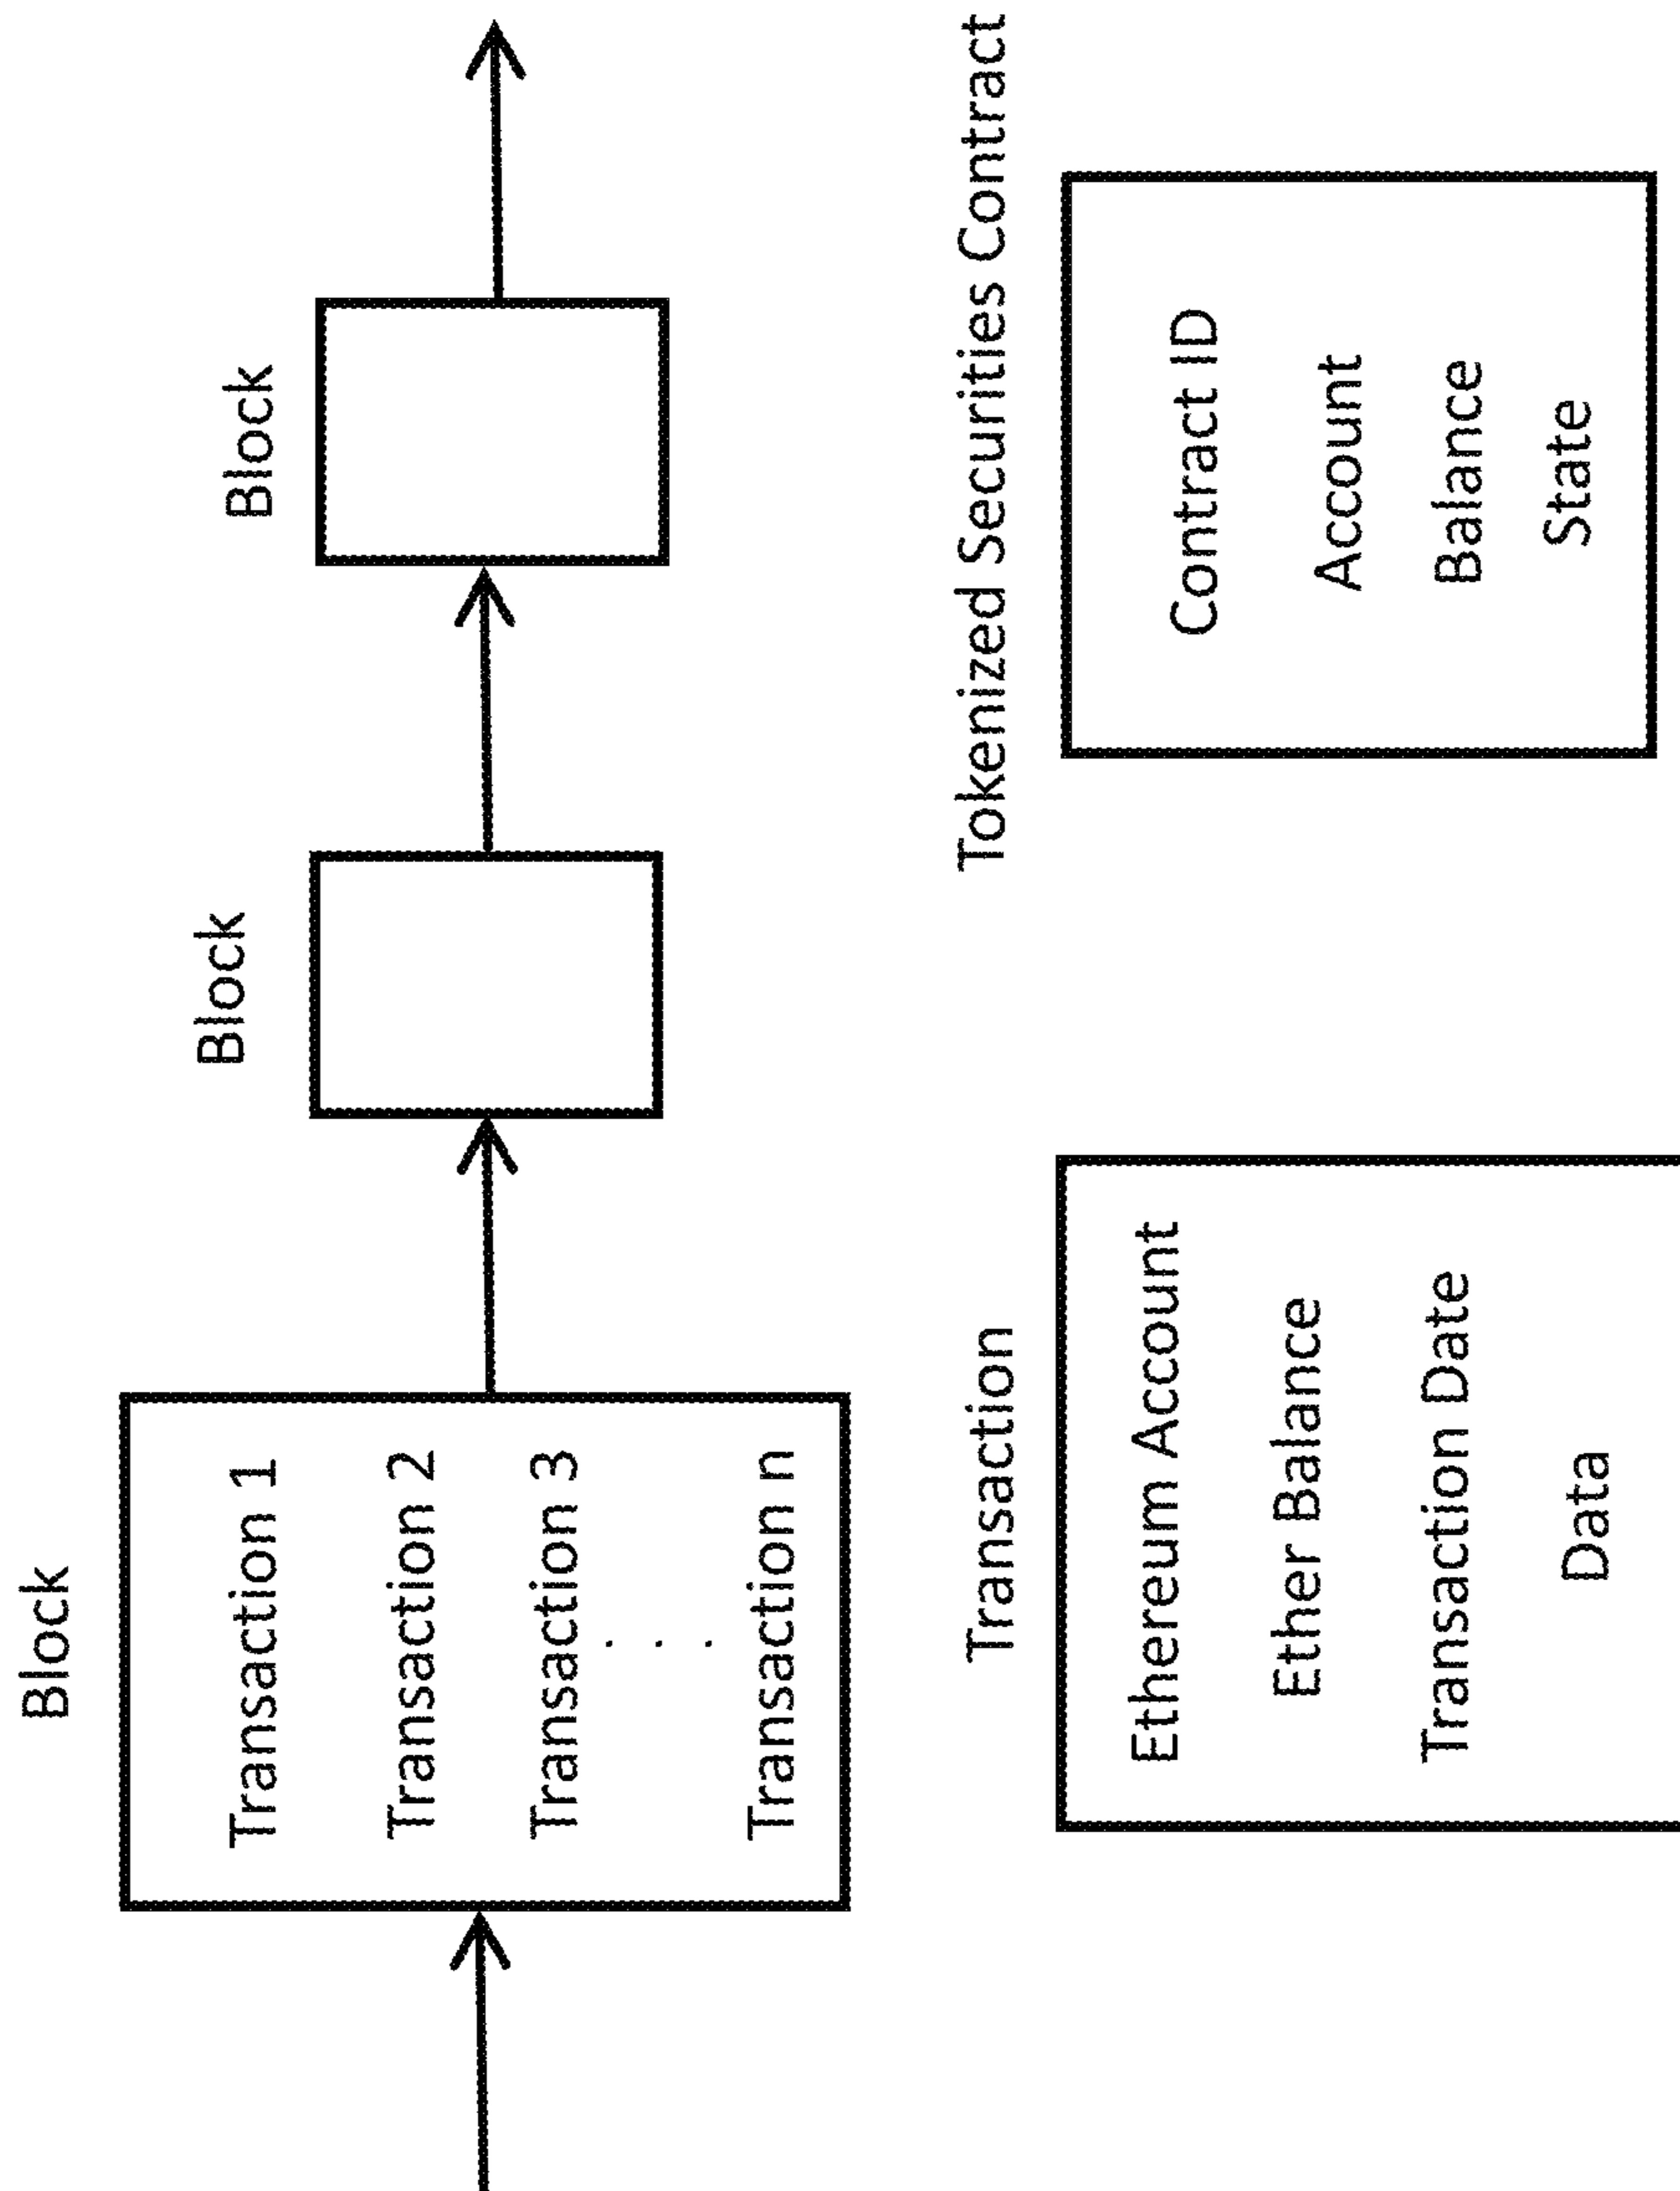 Block
Transaction 1
Transaction 2
Transaction 3
. . .
Transaction n
Block
Block
Transaction
Ethereum Account
Ether Balance
Transaction Date
Data
Tokenized Securities Contract
Contract ID
Account
Balance
State